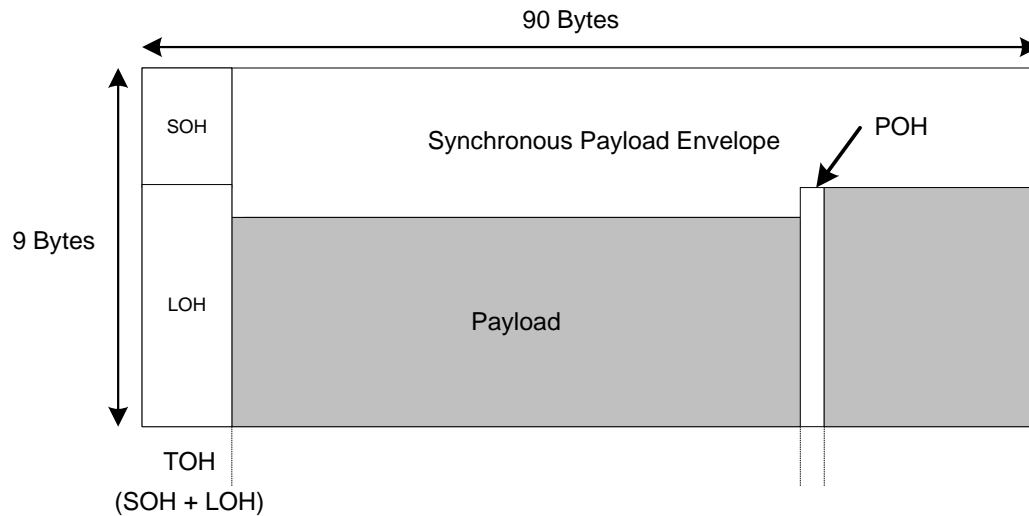 90 Bytes
SOH
Synchronous Payload Envelope
POH
9 Bytes
LOH
Payload
TOH
(SOH + LOH)